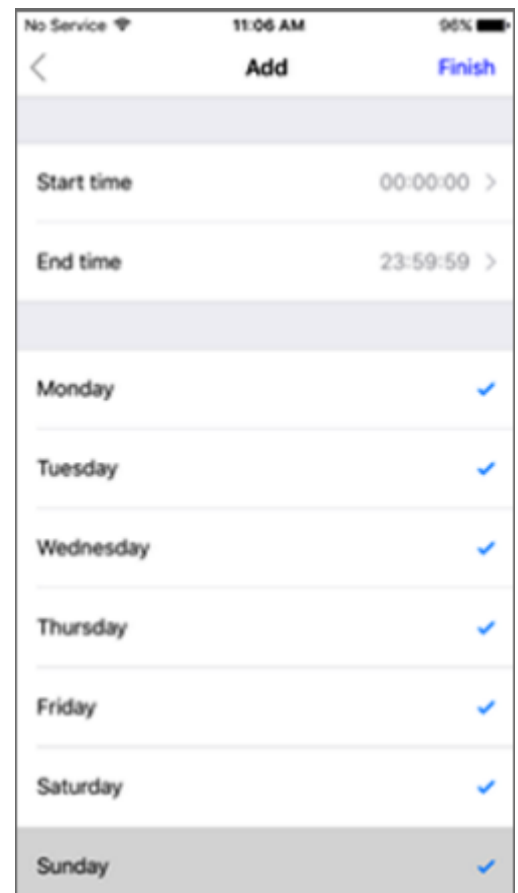 No Service 11:06 AM 96%
Add Finish
Start time 00:00:00 >
End time 23:59:59 >
Monday
Tuesday
Wednesday
Thursday
Friday
Saturday
Sunday